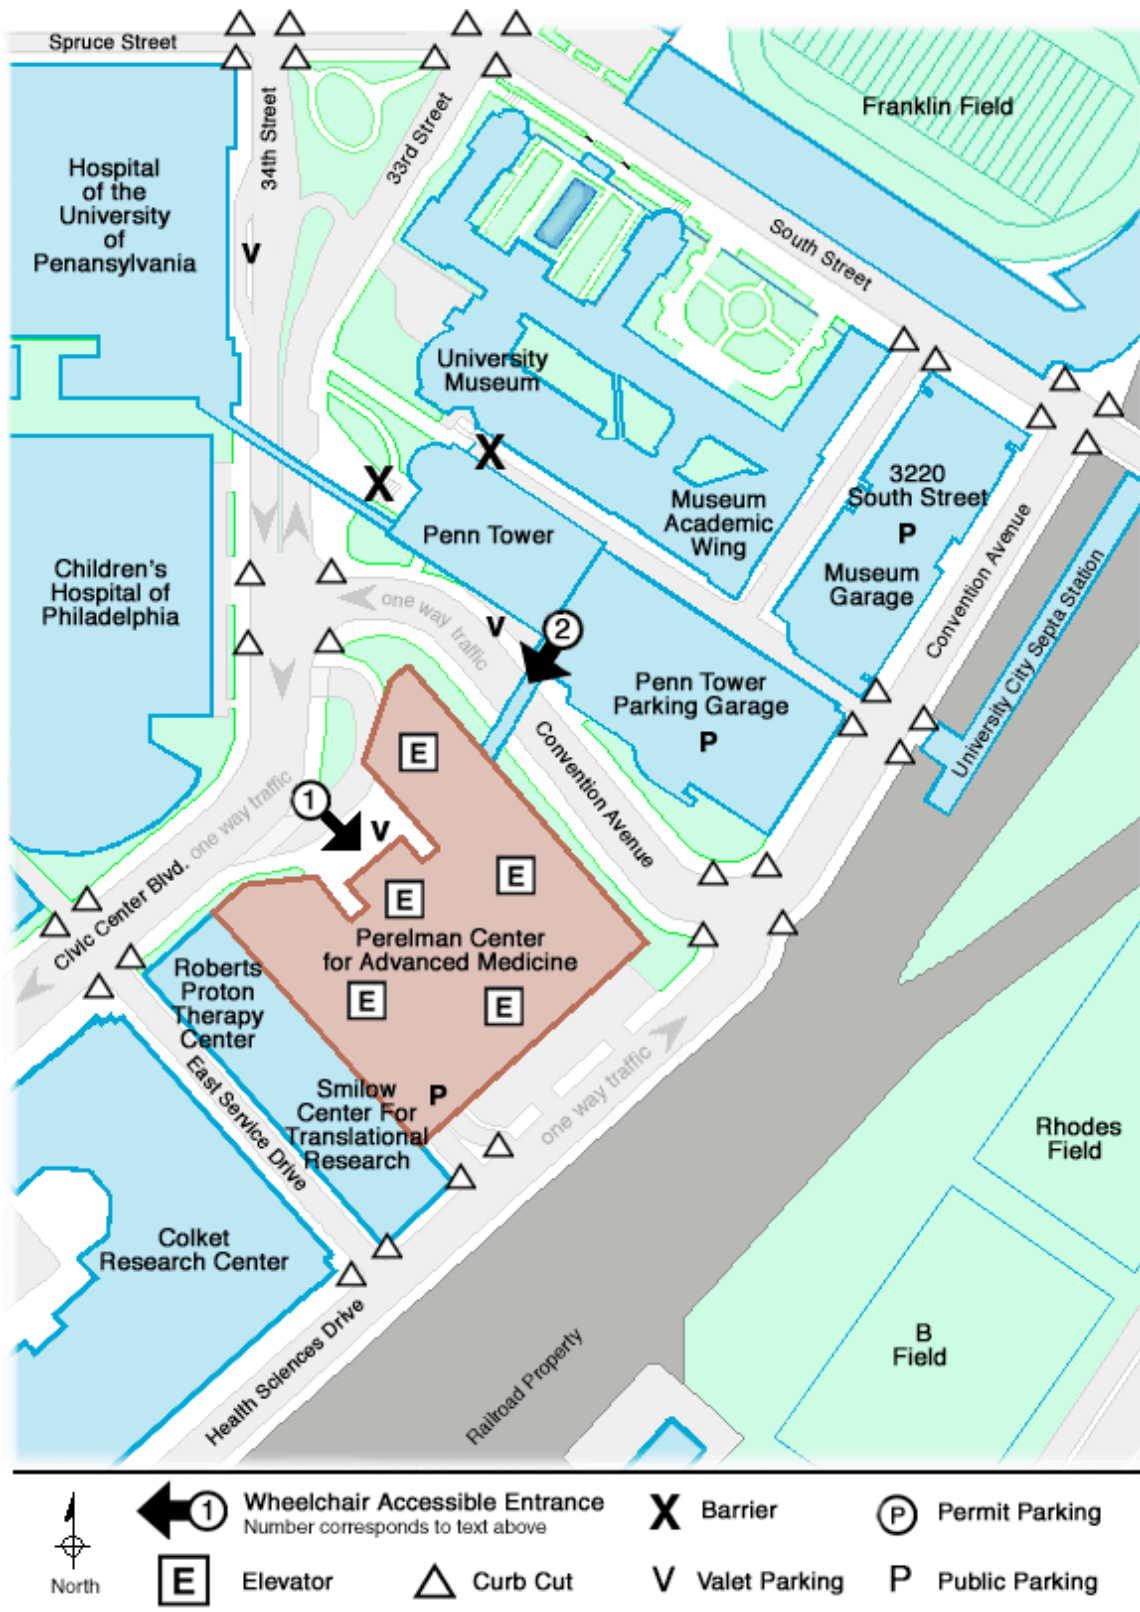 Spruce Street
34th Street
33rd Street
Franklin Field
South Street
Hospital
of the
University
of
Penansylvania
V
University
Museum
X
X
Penn Tower
Museum
Academic
Wing
3220
South Street
P
Museum
Garage
Convention Avenue
University City Septa Station
Children's
Hospital of
Philadelphia
one way traffic
V
2
Penn Tower
Parking Garage
P
Convention Avenue
E
1
V
Civic Center Blvd. one way traffic
E
E
Perelman Center
for Advanced Medicine
E
E
Roberts
Proton
Therapy
Center
East Service Drive
Smilow
Center For
Translational
Research
P
one way traffic
Rhodes
Field
Colket
Research Center
B
Field
Health Sciences Drive
Railroad Property
1 Wheelchair Accessible Entrance
Number corresponds to text above
X Barrier
P Permit Parking
North
E Elevator
Curb Cut
V Valet Parking
P Public Parking